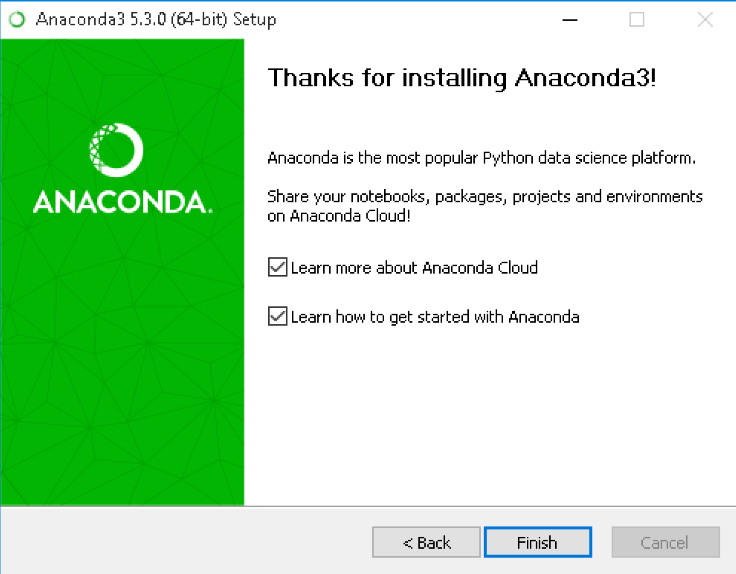 Anaconda3 5.3.0 (64-bit) Setup
ANACONDA.
Thanks for installing Anaconda3!
Anaconda is the most popular Python data science platform.
Share your notebooks, packages, projects and environments
on Anaconda Cloud!
Learn more about Anaconda Cloud
Learn how to get started with Anaconda
< Back
Finish
Cancel